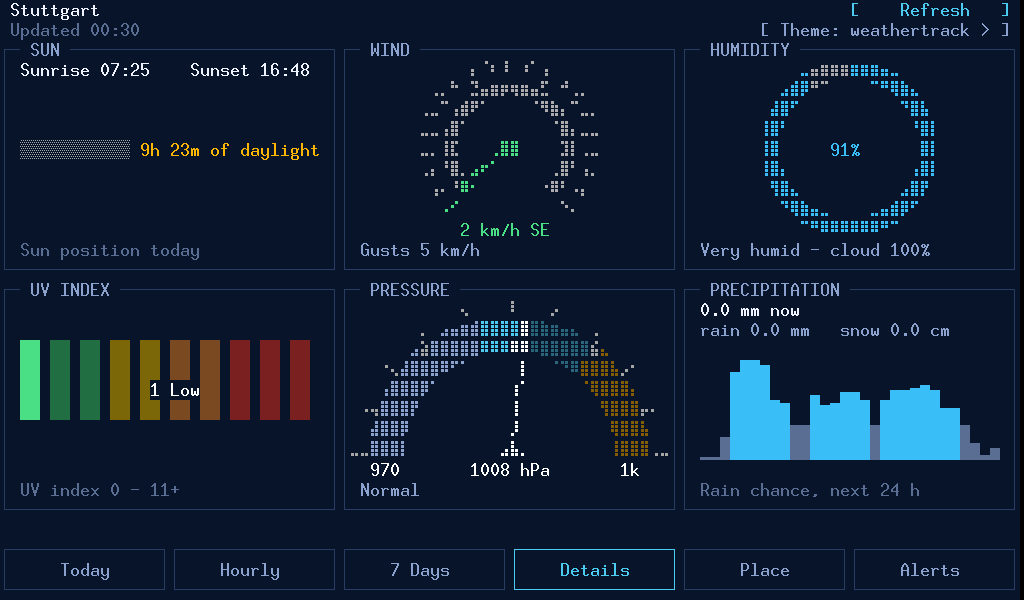 Stuttgart
[ Refresh ]
Updated 00:30
[ Theme: weathertrack > ]
SUN
Sunrise 07:25 Sunset 16:48
9h 23m of daylight
Sun position today
WIND
2 km/h SE
Gusts 5 km/h
HUMIDITY
91%
Very humid - cloud 100%
UV INDEX
1 Low
UV index 0 - 11+
PRESSURE
970 1008 hPa 1k
Normal
PRECIPITATION
0.0 mm now
rain 0.0 mm snow 0.0 cm
Rain chance, next 24 h
Today Hourly 7 Days Details Place Alerts